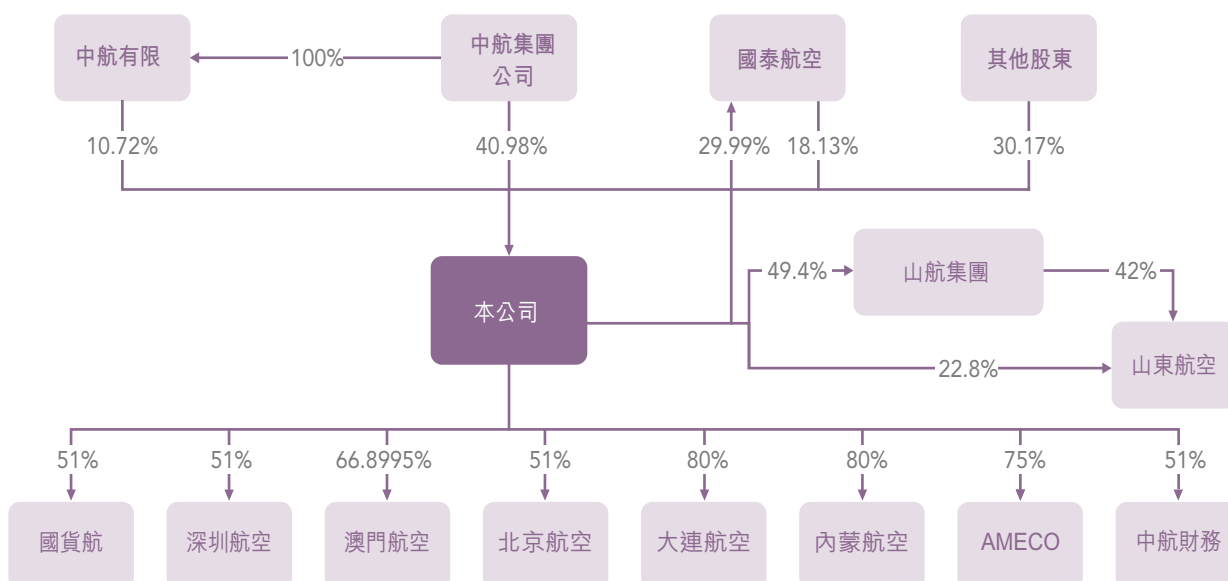 中航有限
100%
中航集團
公司
國泰航空
其他股東
10.72%
40.98%
29.99%
18.13%
30.17%
本公司
49.4%
山航集團
42%
22.8%
山東航空
51%
51%
66.8995%
51%
80%
80%
75%
51%
國貨航
深圳航空
澳門航空
北京航空
大連航空
內蒙航空
AMECO
中航財務